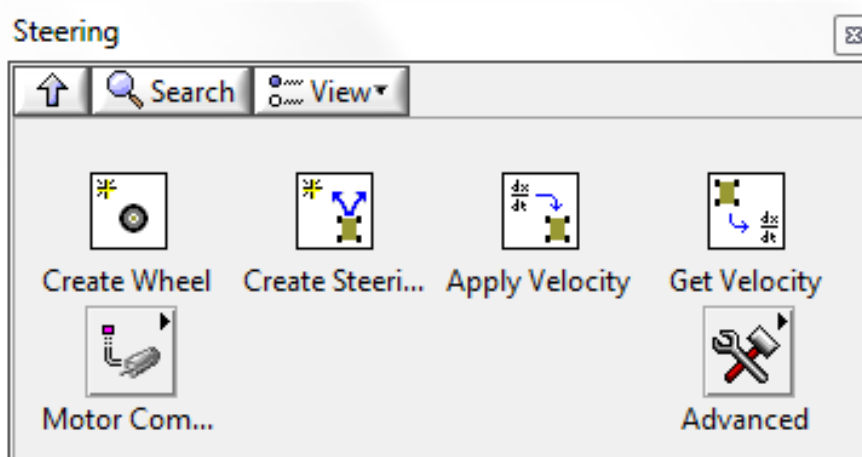 Steering
Search View
dx dt dx dt
Create Wheel Create Steeri... Apply Velocity Get Velocity
Motor Com... Advanced